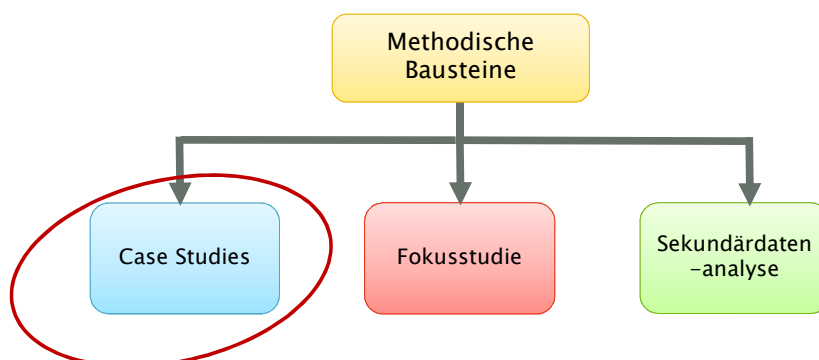 Methodische
Bausteine
Case Studies
Fokusstudie
Sekundärdaten
-analyse